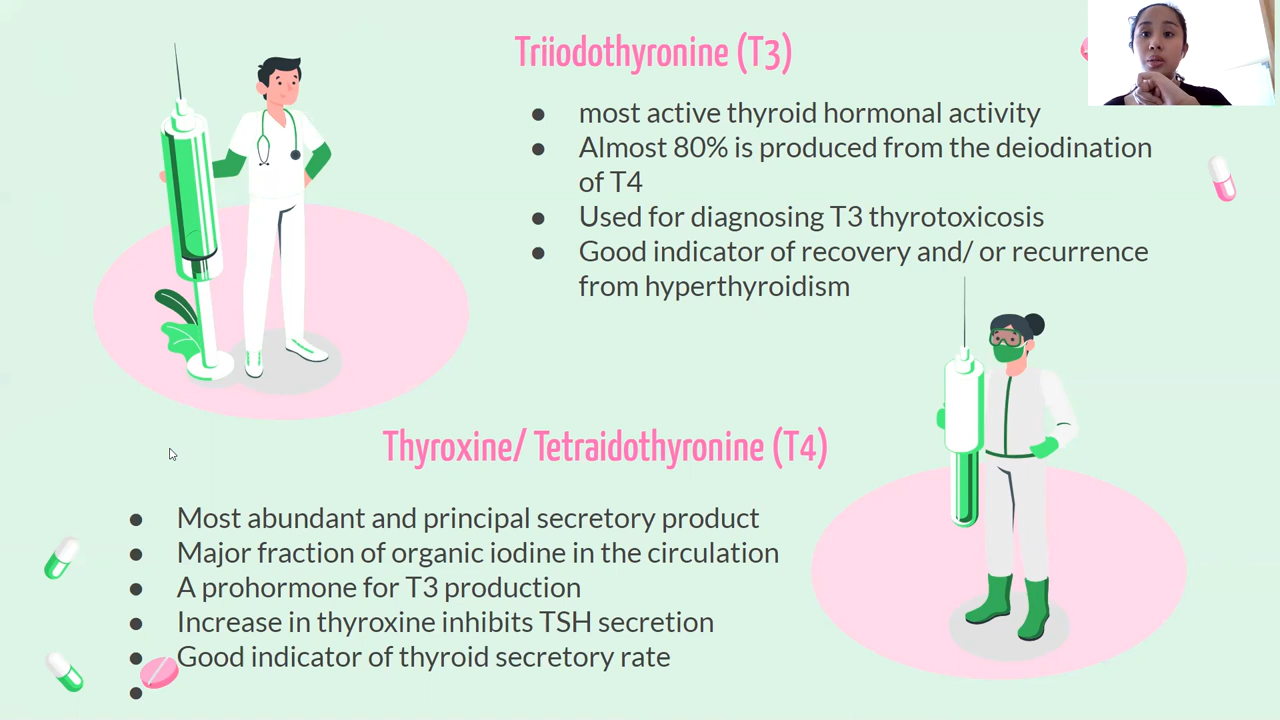 Triiodothyronine (T3)
● most active thyroid hormonal activity
● Almost 80% is produced from the deiodination
of T4
● Used for diagnosing T3 thyrotoxicosis
● Good indicator of recovery and/ or recurrence
from hyperthyroidism
Thyroxine/ Tetraidothyronine (T4)
● Most abundant and principal secretory product
● Major fraction of organic iodine in the circulation
● A prohormone for T3 production
● Increase in thyroxine inhibits TSH secretion
● Good indicator of thyroid secretory rate
●